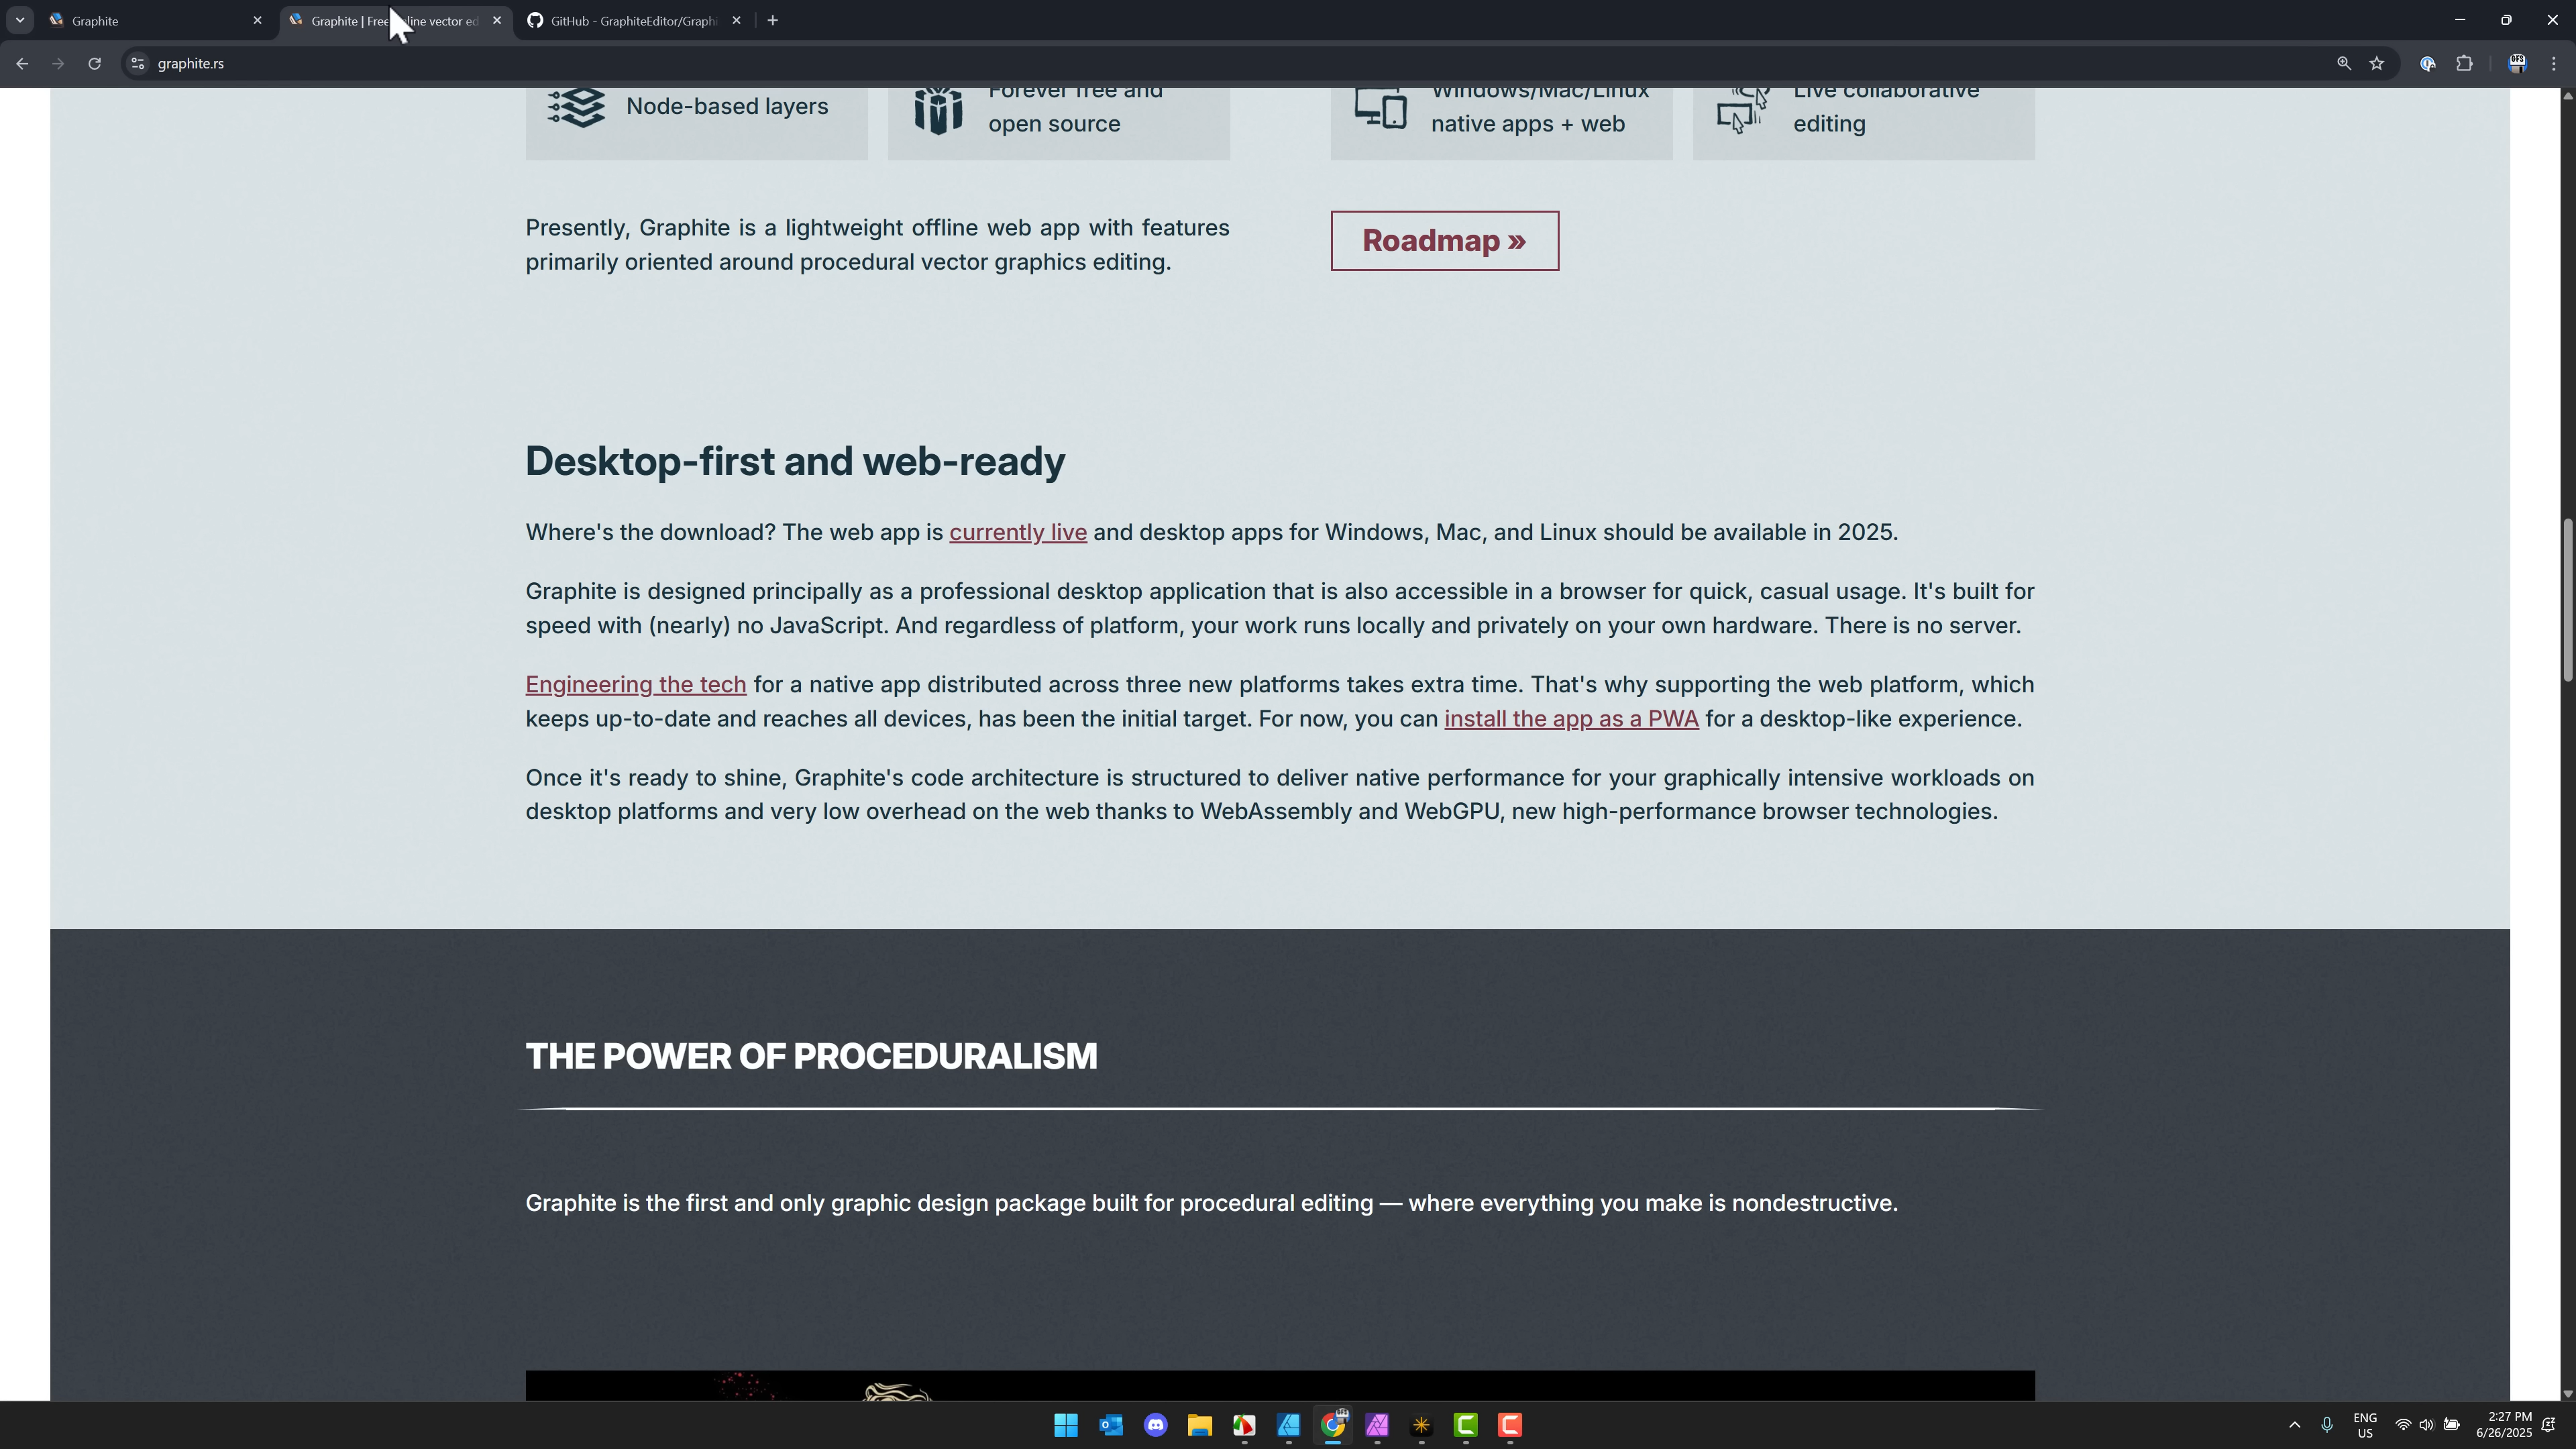 Graphite
Graphite | Free
line vector ed
GitHub - GraphiteEditor/Graphi
graphite.rs
Node-based layers
Forever free and
open source
Windows/Mac/Linux
native apps + web
Live collaborative
editing
Presently, Graphite is a lightweight offline web app with features
primarily oriented around procedural vector graphics editing.
Roadmap »
Desktop-first and web-ready
Where's the download? The web app is currently live and desktop apps for Windows, Mac, and Linux should be available in 2025.
Graphite is designed principally as a professional desktop application that is also accessible in a browser for quick, casual usage. It's built for
speed with (nearly) no JavaScript. And regardless of platform, your work runs locally and privately on your own hardware. There is no server.
Engineering the tech for a native app distributed across three new platforms takes extra time. That's why supporting the web platform, which
keeps up-to-date and reaches all devices, has been the initial target. For now, you can install the app as a PWA for a desktop-like experience.
Once it's ready to shine, Graphite's code architecture is structured to deliver native performance for your graphically intensive workloads on
desktop platforms and very low overhead on the web thanks to WebAssembly and WebGPU, new high-performance browser technologies.
THE POWER OF PROCEDURALISM
Graphite is the first and only graphic design package built for procedural editing — where everything you make is nondestructive.
ENG
US
2:27 PM
6/26/2025